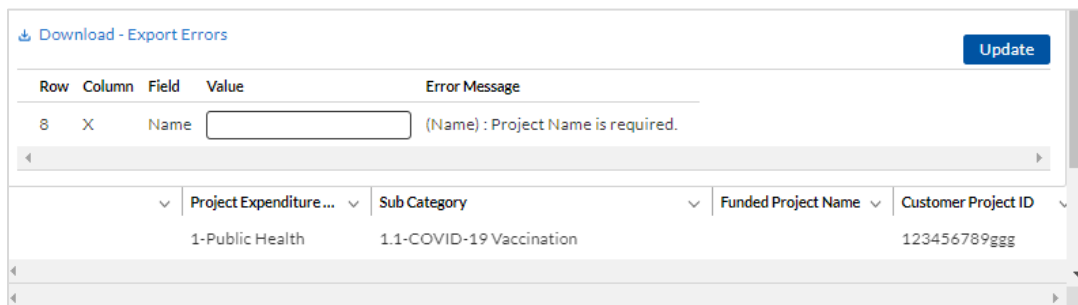 Download - Export Errors
Update
Row Column Field Value Error Message
8 X Name (Name) : Project Name is required.
Project Expenditure ... Sub Category Funded Project Name Customer Project ID
1-Public Health 1.1-COVID-19 Vaccination 123456789ggg